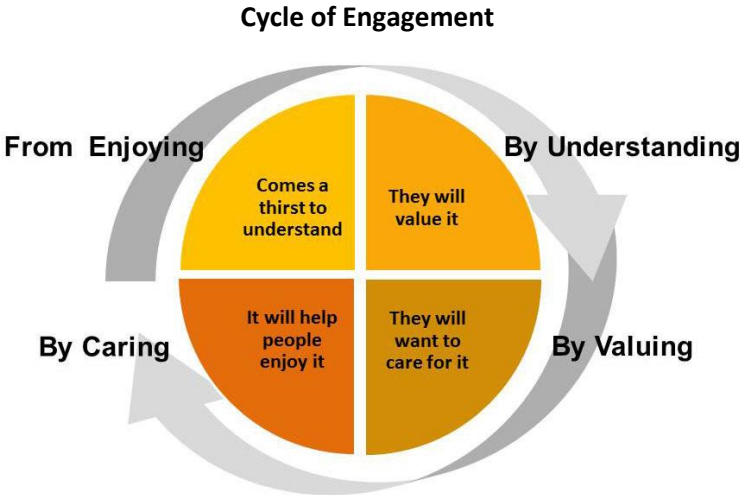 Cycle of Engagement
From Enjoying
Comes a
thirst to
understand
By Understanding
They will
value it
By Valuing
They will
want to
care for it
By Caring
It will help
people
enjoy it